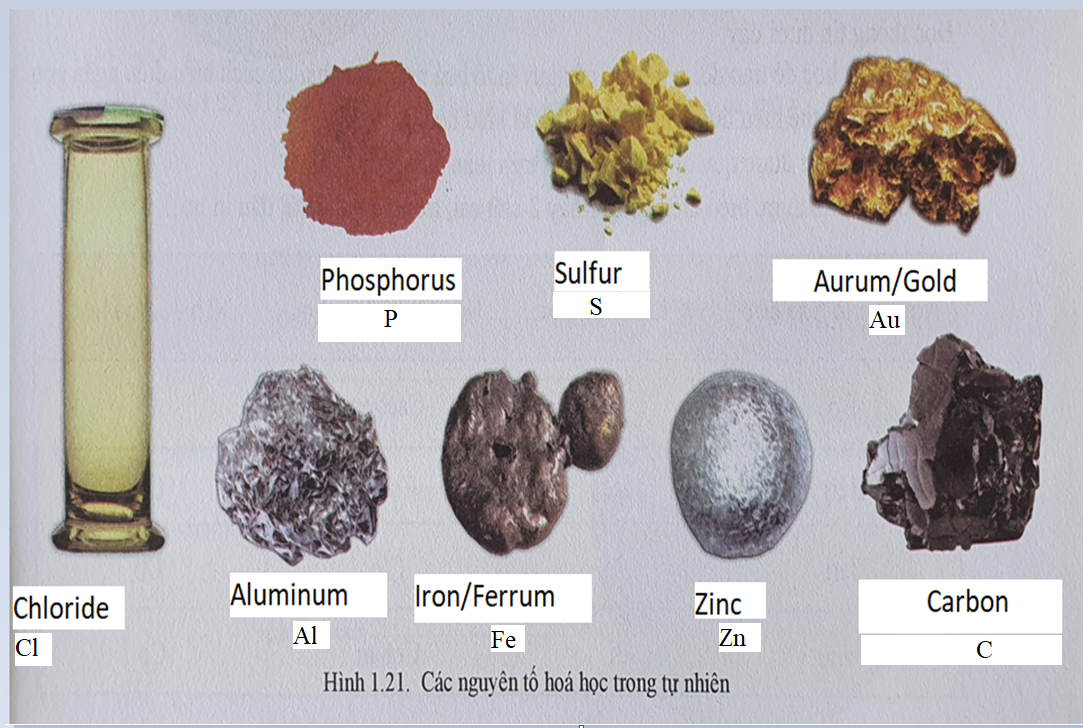 Phosphorus
P
Sulfur
S
Aurum/Gold
Au
Chloride
Cl
Aluminum
Al
Iron/Ferrum
Fe
Zinc
Zn
Carbon
C
Hình 1.21. Các nguyên tố hoá học trong tự nhiên